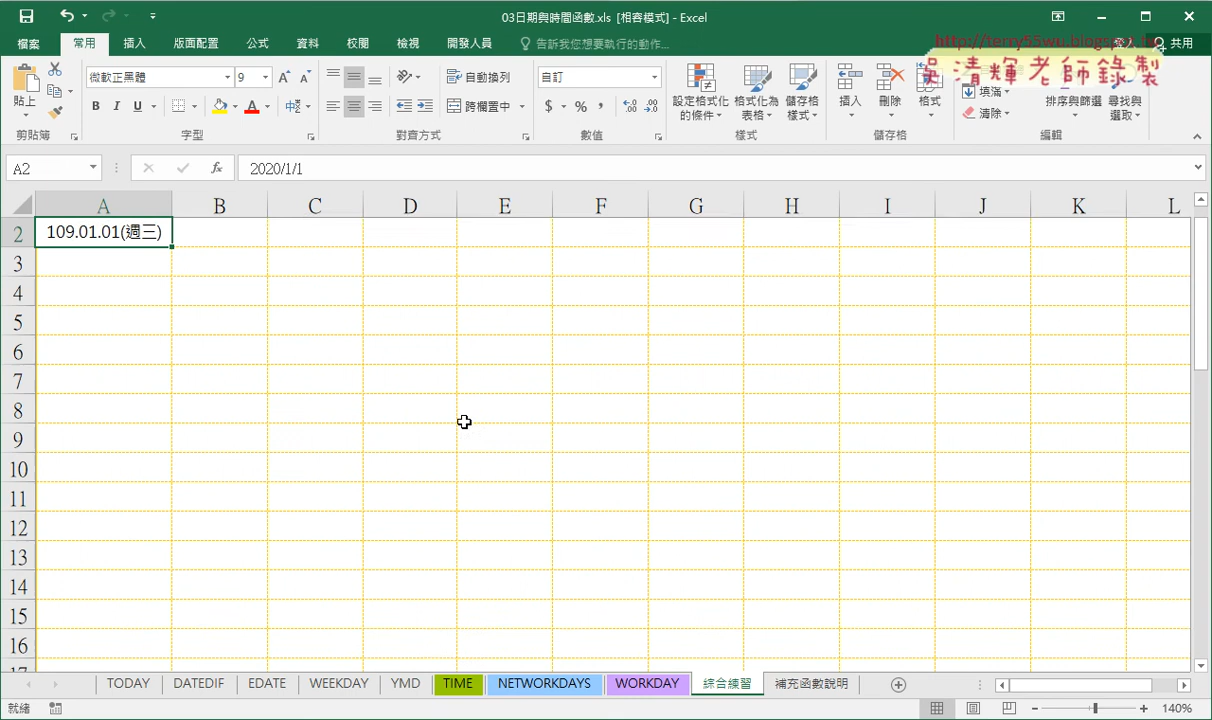 03日期與時間函數.xls [相容模式] - Excel
檔案 常用 插入 版面配置 公式 資料 校閱 檢視 開發人員 告訴我您想要執行的動作... 登入 共用
http://terry55wu.blogspot.tw
吳清輝老師錄製
貼上
微軟正黑體 9
B I U
自動換列
跨欄置中
自訂
$ % ,
設定格式化的條件
格式化為表格
儲存格樣式
插入
刪除
格式
填滿
清除
排序與篩選
尋找與選取
剪貼簿 字型 對齊方式 數值 樣式 儲存格 編輯
A2 fx 2020/1/1
A B C D E F G H I J K L
2 109.01.01(週三)
3
4
5
6
7
8
9
10
11
12
13
14
15
16
17
TODAY DATEDIF EDATE WEEKDAY YMD TIME NETWORKDAYS WORKDAY 綜合練習 補充函數說明
就緒 140%